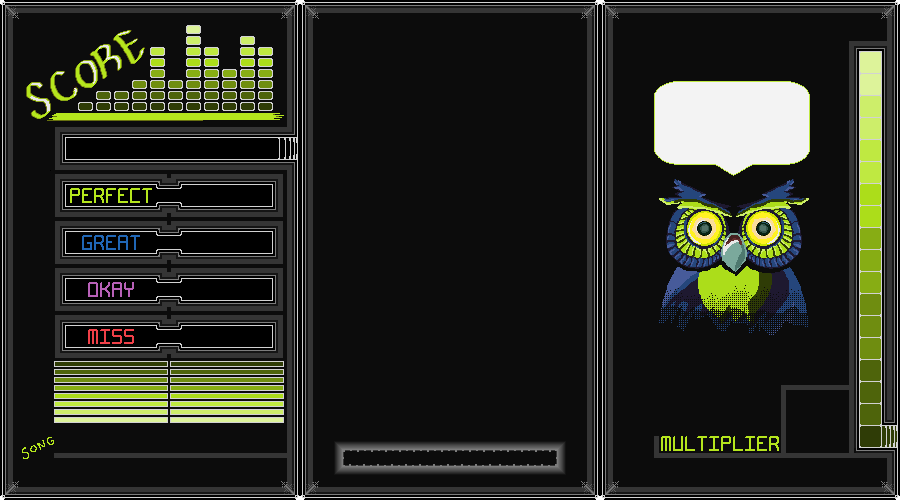 SCORE
PERFECT
GREAT
OKAY
MISS
SONG
MULTIPLIER